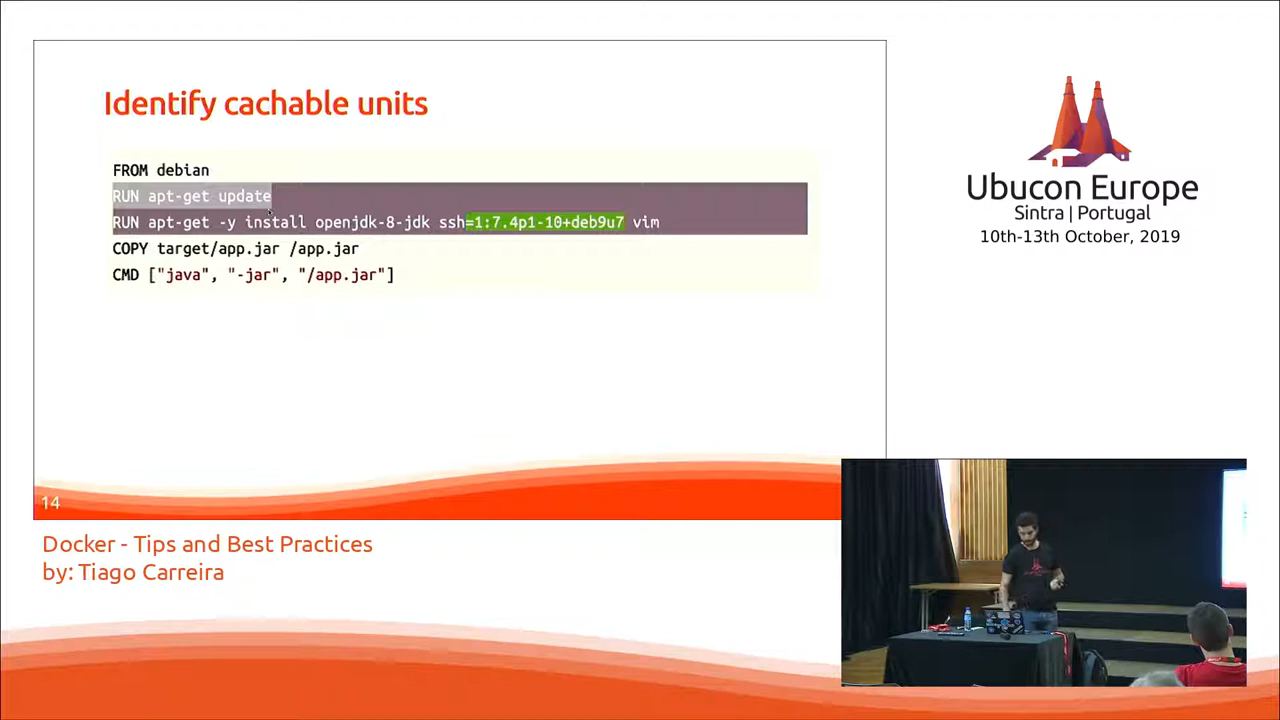 Identify cachable units
FROM debian
RUN apt-get update
RUN apt-get -y install openjdk-8-jdk ssh=1:7.4p1-10+deb9u7 vim
COPY target/app.jar /app.jar
CMD ["java", "-jar", "/app.jar"]
14
Docker - Tips and Best Practices
by: Tiago Carreira
Ubucon Europe
Sintra | Portugal
10th-13th October, 2019